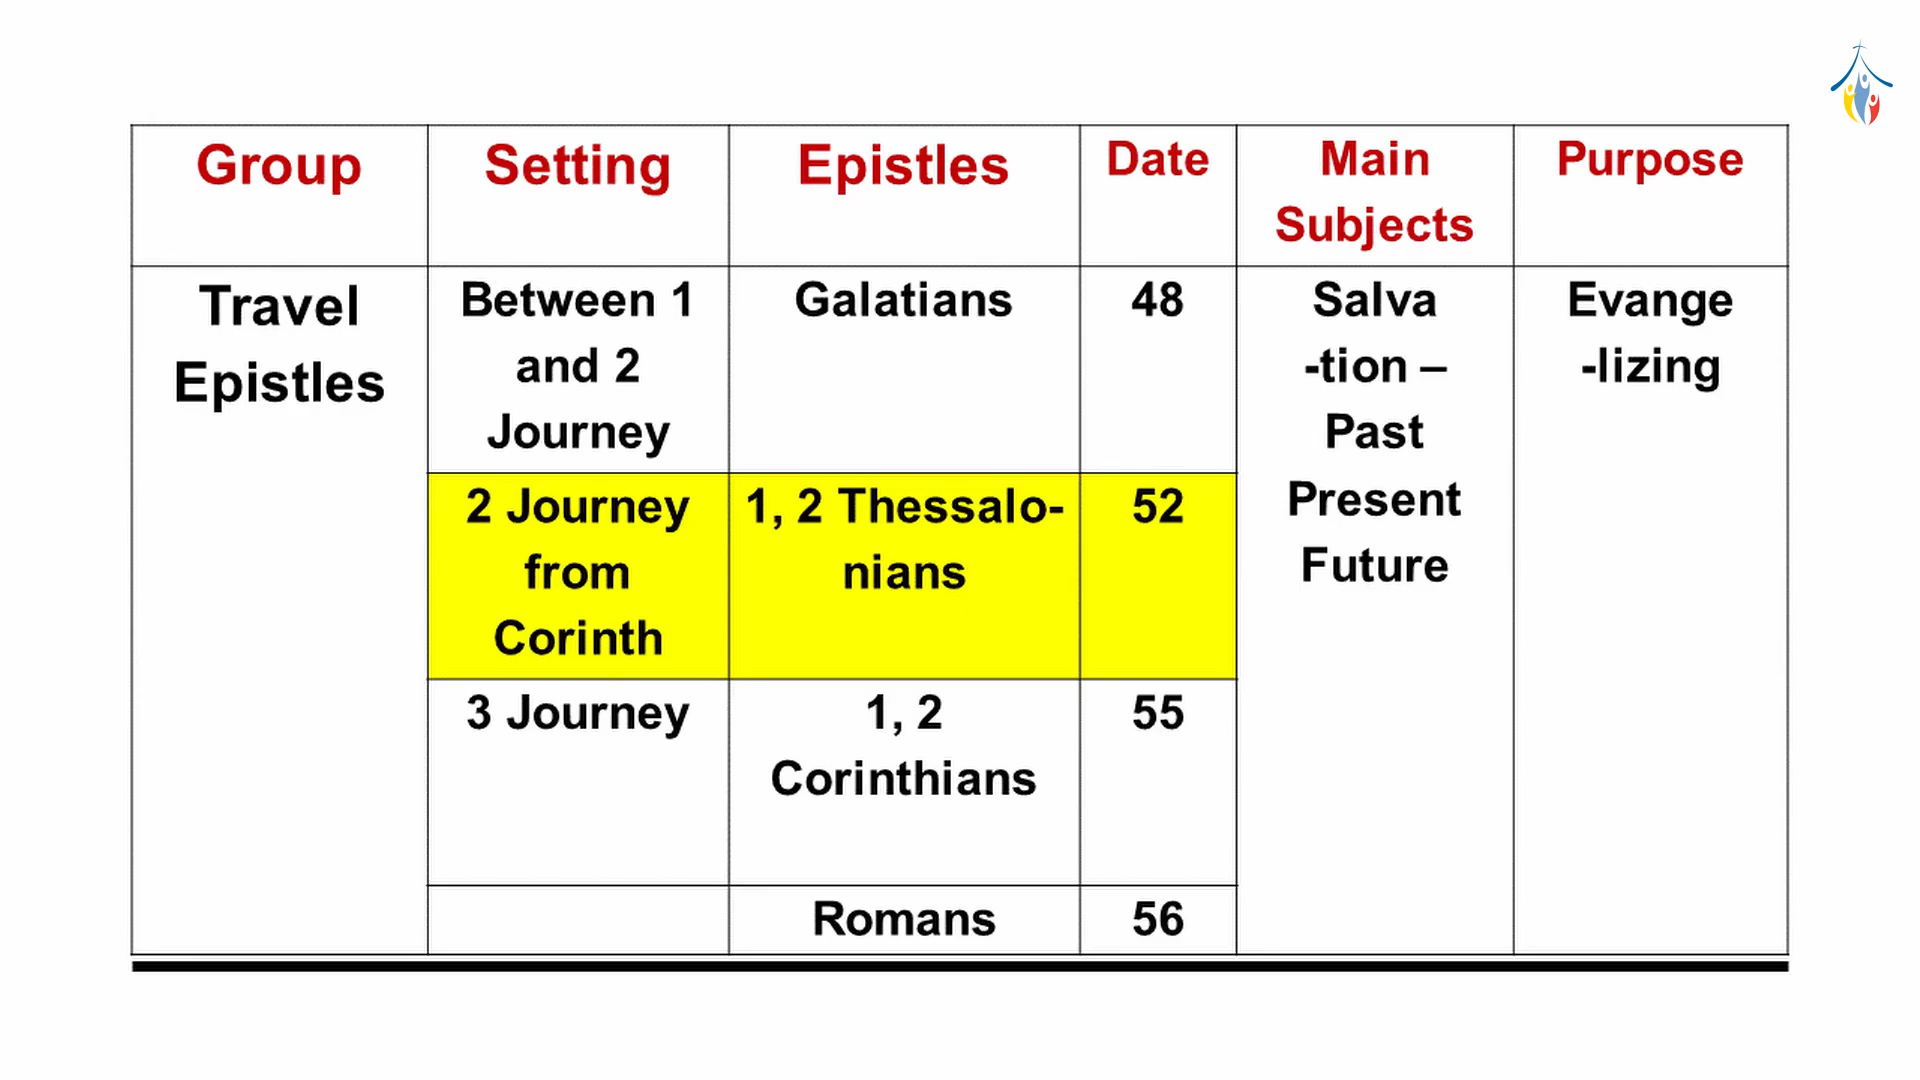 Group
Setting
Epistles
Date
Main
Subjects
Purpose
Travel
Epistles
Between 1
and 2
Journey
Galatians
48
Salva
-tion –
Past
Present
Future
Evange
-lizing
2 Journey
from
Corinth
1, 2 Thessalo-
nians
52
3 Journey
1, 2
Corinthians
55
Romans
56